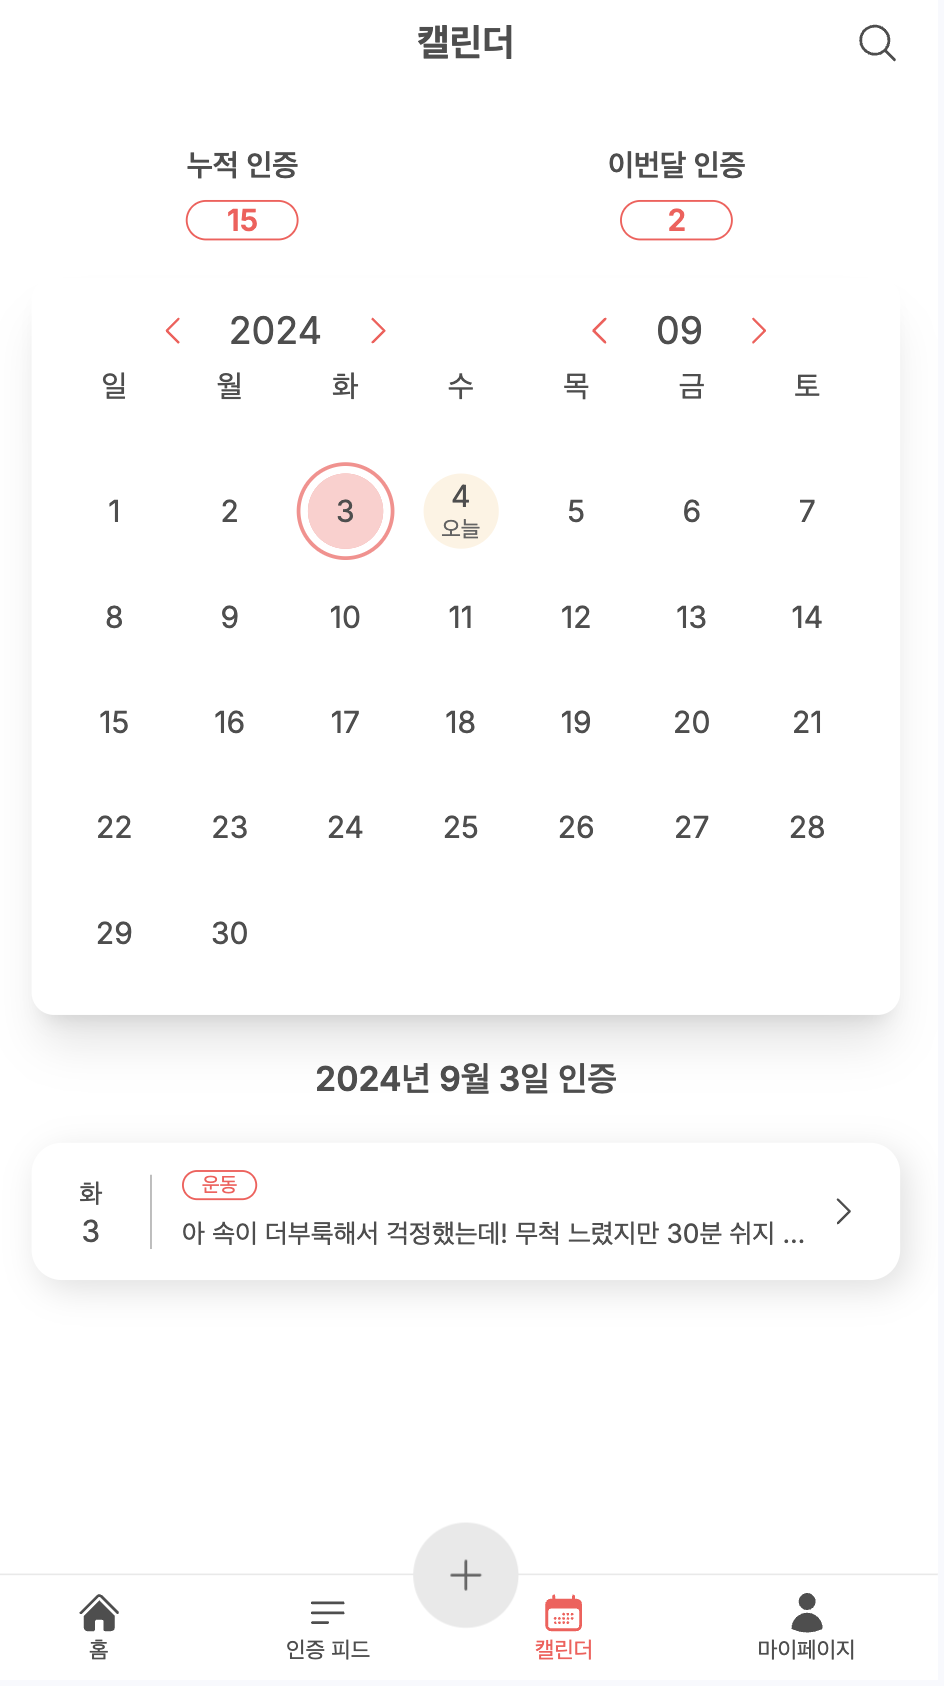 캘린더
누적 인증 이번달 인증
15 2
2024 09
일 월 화 수 목 금 토
1 2 3 4 5 6 7
오늘
8 9 10 11 12 13 14
15 16 17 18 19 20 21
22 23 24 25 26 27 28
29 30
2024년 9월 3일 인증
화
3
운동
아 속이 더부룩해서 걱정했는데! 무척 느렸지만 30분 쉬지 ...
홈 인증 피드 캘린더 마이페이지